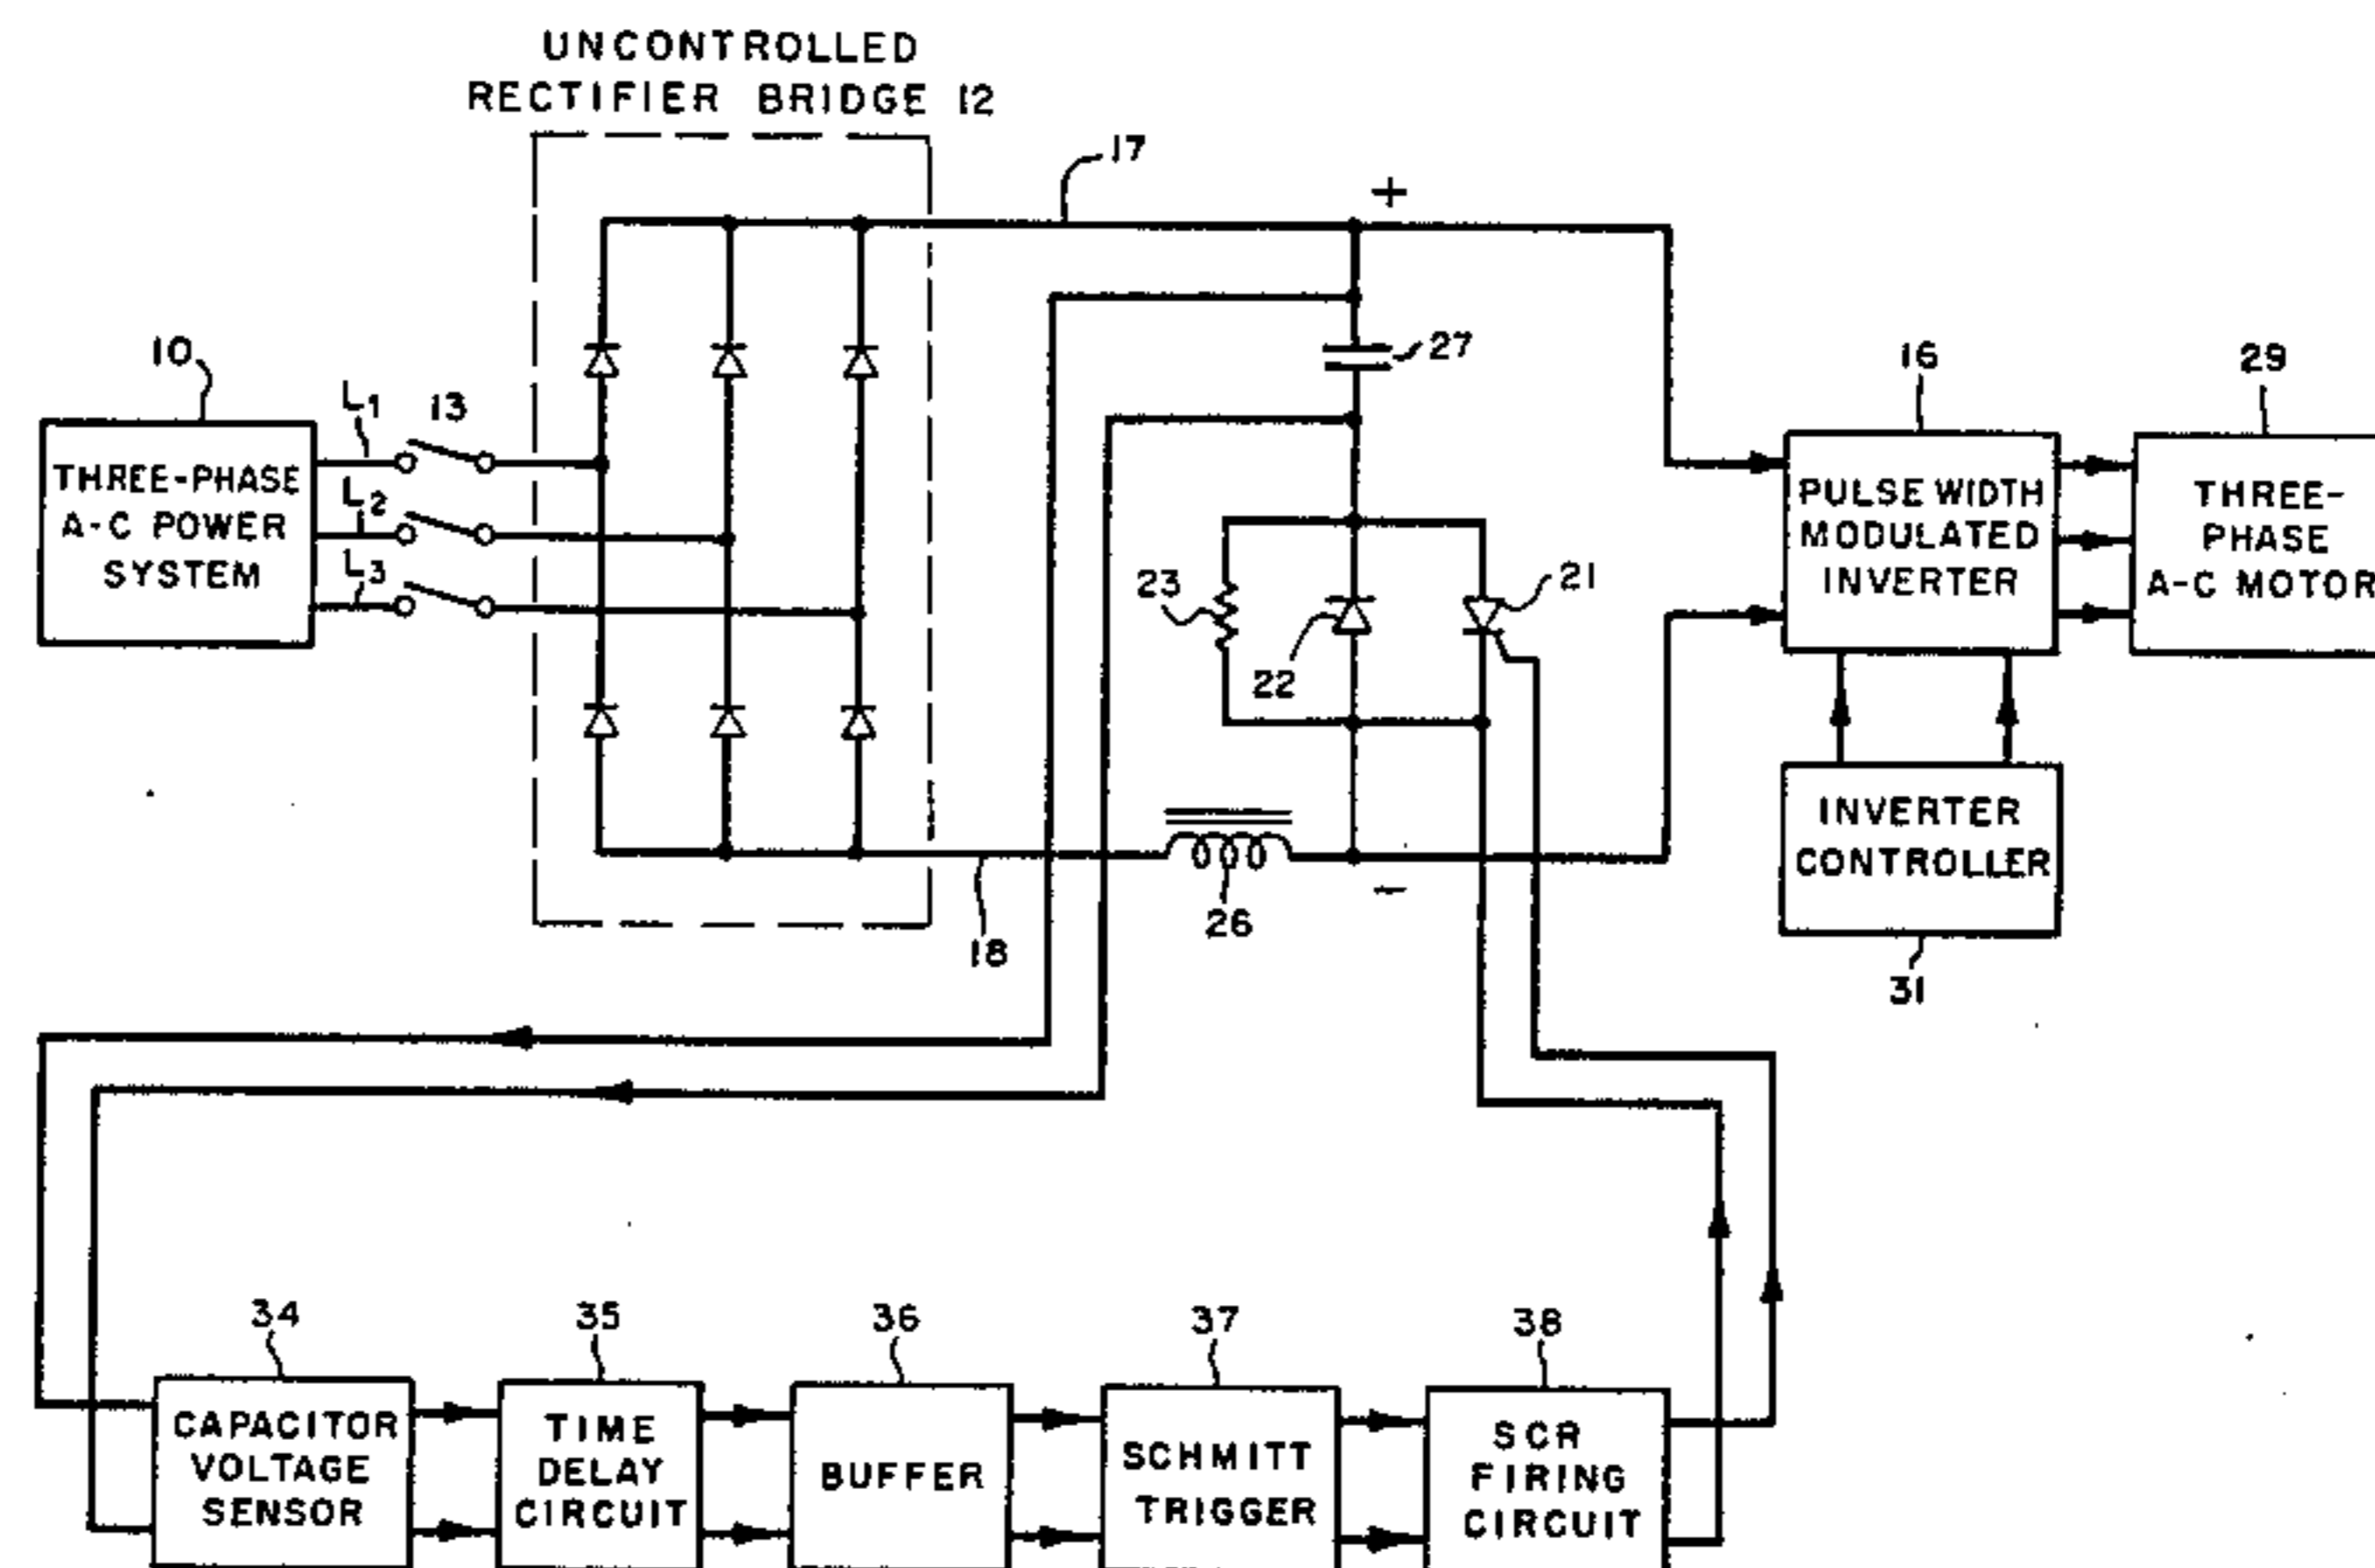 UNCONTROLLED
RECTIFIER BRIDGE 12
17
+
10
L1
13
27
16
29
THREE-PHASE
A-C POWER
SYSTEM
L2
L3
PULSE WIDTH
MODULATED
INVERTER
THREE-
PHASE
A-C MOTOR
23
21
22
INVERTER
CONTROLLER
-
26
18
31
34
35
36
37
38
CAPACITOR
VOLTAGE
SENSOR
TIME
DELAY
CIRCUIT
BUFFER
SCHMITT
TRIGGER
SCR
FIRING
CIRCUIT